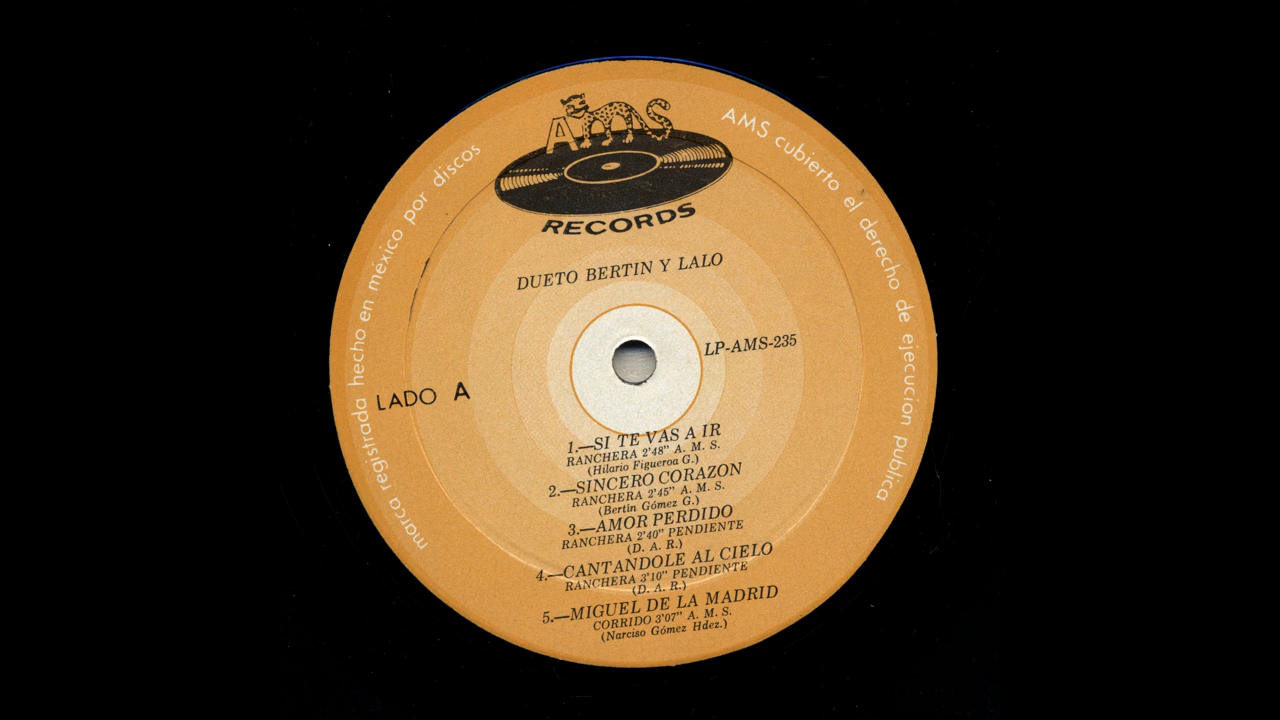 AMS
RECORDS
marca registrada hecho en méxico por discos
AMS cubierto el derecho de ejecucion publica
DUETO BERTIN Y LALO
LP-AMS-235
LADO A
1.—SI TE VAS A IR
RANCHERA 2'48" A. M. S.
(Hilario Figueroa G.)
2.—SINCERO CORAZON
RANCHERA 2'45" A. M. S.
(Bertin Gómez G.)
3.—AMOR PERDIDO
RANCHERA 2'40" PENDIENTE
(D. A. R.)
4.—CANTANDOLE AL CIELO
RANCHERA 3'10" PENDIENTE
(D. A. R.)
5.—MIGUEL DE LA MADRID
CORRIDO 3'07" A. M. S.
(Narciso Gómez Hdez.)